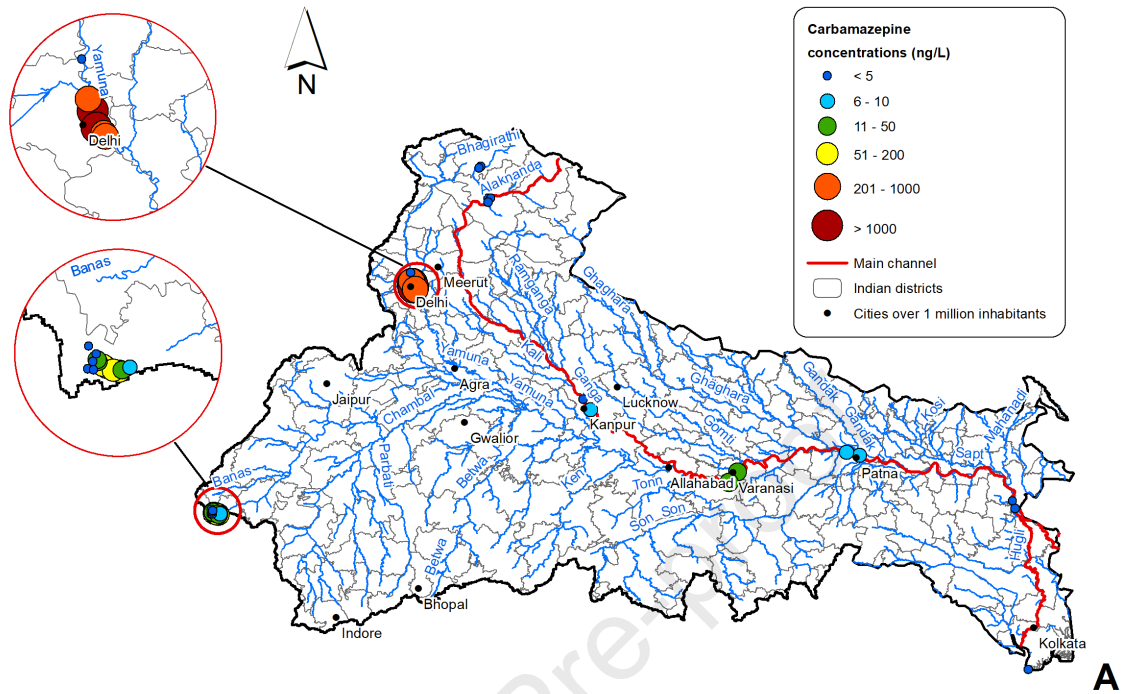 Carbamazepine
concentrations (ng/L)
< 5
6 - 10
11 - 50
51 - 200
201 - 1000
> 1000
Main channel
Indian districts
Cities over 1 million inhabitants
N
Yamuna
Delhi
Banas
Bhagirathi
Alaknanda
Meerut
Delhi
Ramganga
Ghaghara
Kali
Yamuna
Agra
Yamuna
Ganga
Jaipur
Chambal
Lucknow
Ghaghara
Gandak
Gandak
Kosi
Mahanadi
Kanpur
Gwalior
Gomti
Banas
Parbati
Betwa
Ken
Tonn
Allahabad
Varanasi
Patna
Sapt
Son
Son
Hugli
Betwa
Bhopal
Indore
Kolkata
Pre-proof
A